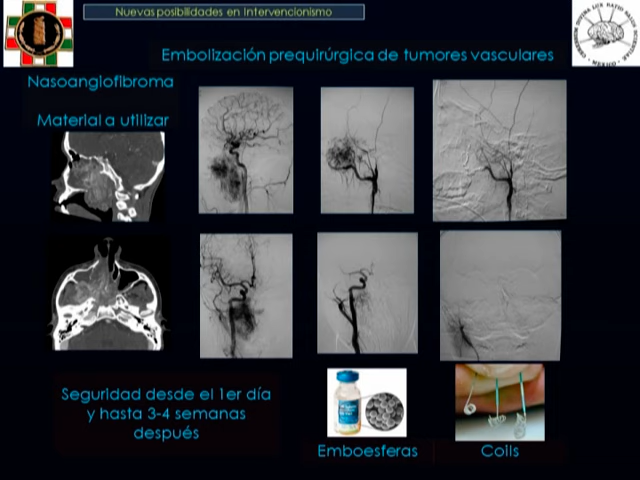 Nuevas posibilidades en Intervencionismo
Embolización prequirúrgica de tumores vasculares
Nasoangiofibroma
Material a utilizar
Seguridad desde el 1er día
y hasta 3-4 semanas
después
Emboesferas
Coils